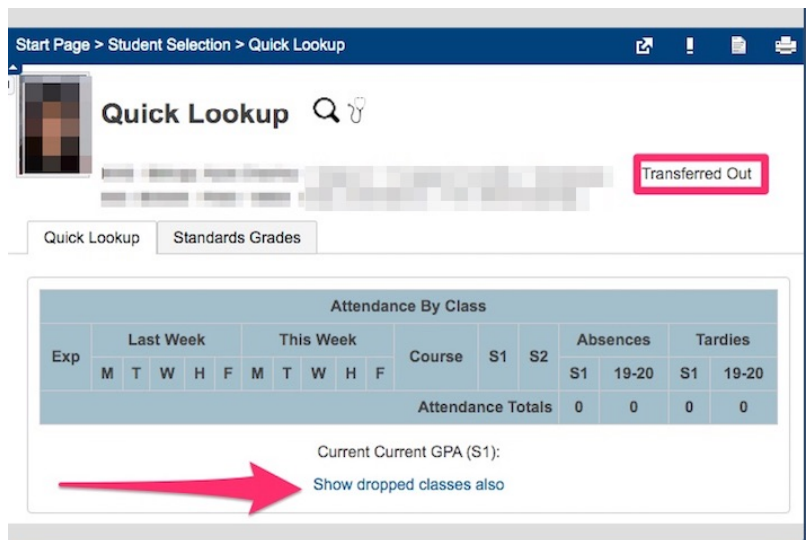 Start Page > Student Selection > Quick Lookup
Quick Lookup
Transferred Out
Quick Lookup Standards Grades
Attendance By Class
Exp Last Week This Week Course S1 S2 Absences Tardies
M T W H F M T W H F S1 19-20 S1 19-20
Attendance Totals 0 0 0 0
Current Current GPA (S1):
Show dropped classes also